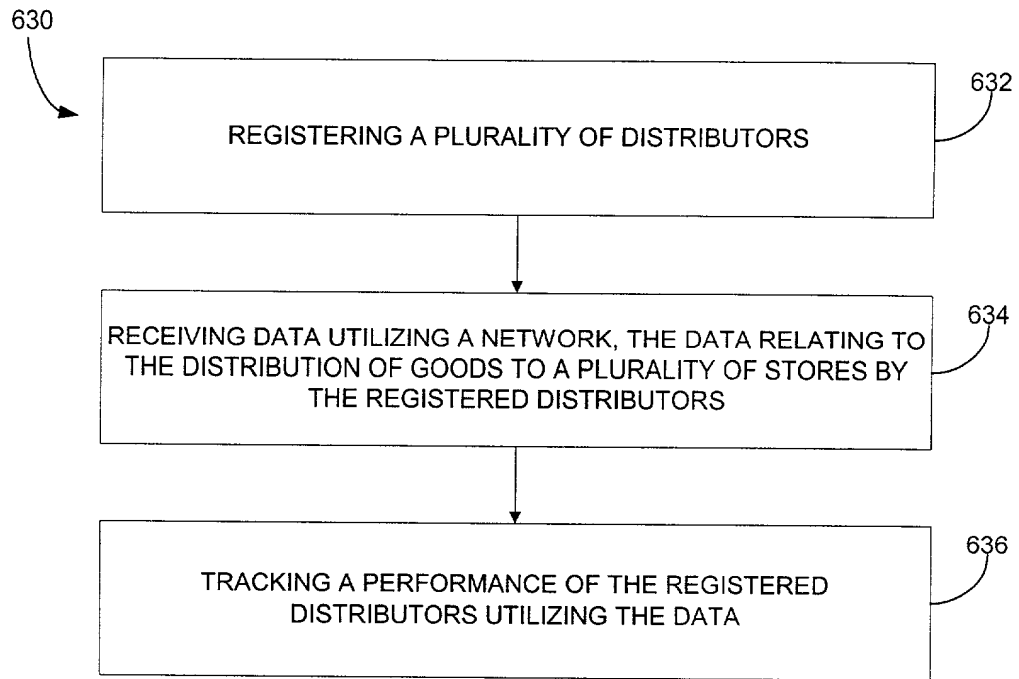 630
632
REGISTERING A PLURALITY OF DISTRIBUTORS
634
RECEIVING DATA UTILIZING A NETWORK, THE DATA RELATING TO
THE DISTRIBUTION OF GOODS TO A PLURALITY OF STORES BY
THE REGISTERED DISTRIBUTORS
636
TRACKING A PERFORMANCE OF THE REGISTERED
DISTRIBUTORS UTILIZING THE DATA